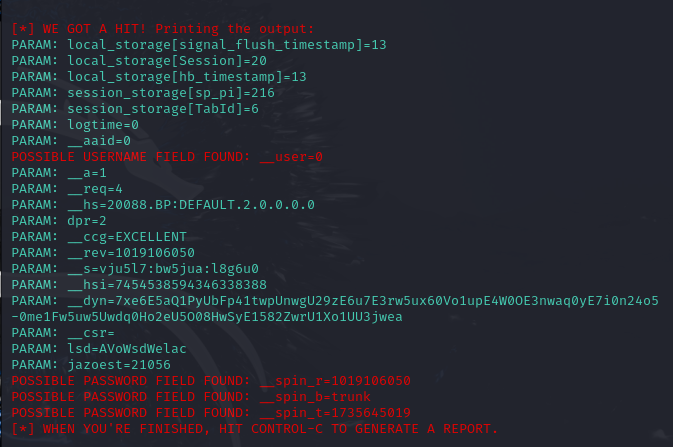 [*] WE GOT A HIT! Printing the output:
PARAM: local_storage[signal_flush_timestamp]=13
PARAM: local_storage[Session]=20
PARAM: local_storage[hb_timestamp]=13
PARAM: session_storage[sp_pi]=216
PARAM: session_storage[TabId]=6
PARAM: logtime=0
PARAM: __aaid=0
POSSIBLE USERNAME FIELD FOUND: __user=0
PARAM: __a=1
PARAM: __req=4
PARAM: __hs=20088.BP:DEFAULT.2.0.0.0.0
PARAM: dpr=2
PARAM: __ccg=EXCELLENT
PARAM: __rev=1019106050
PARAM: __s=vju5l7:bw5jua:l8g6u0
PARAM: __hsi=7454538594346338388
PARAM: __dyn=7xe6E5aQ1PyUbFp41twpUnwgU29zE6u7E3rw5ux60Vo1upE4W0OE3nwaq0yE7i0n24o5
-0me1Fw5uw5Uwdq0Ho2eU5O08HwSyE1582ZwrU1Xo1UU3jwea
PARAM: __csr=
PARAM: lsd=AVoWsdWelac
PARAM: jazoest=21056
POSSIBLE PASSWORD FIELD FOUND: __spin_r=1019106050
POSSIBLE PASSWORD FIELD FOUND: __spin_b=trunk
POSSIBLE PASSWORD FIELD FOUND: __spin_t=1735645019
[*] WHEN YOU'RE FINISHED, HIT CONTROL-C TO GENERATE A REPORT.